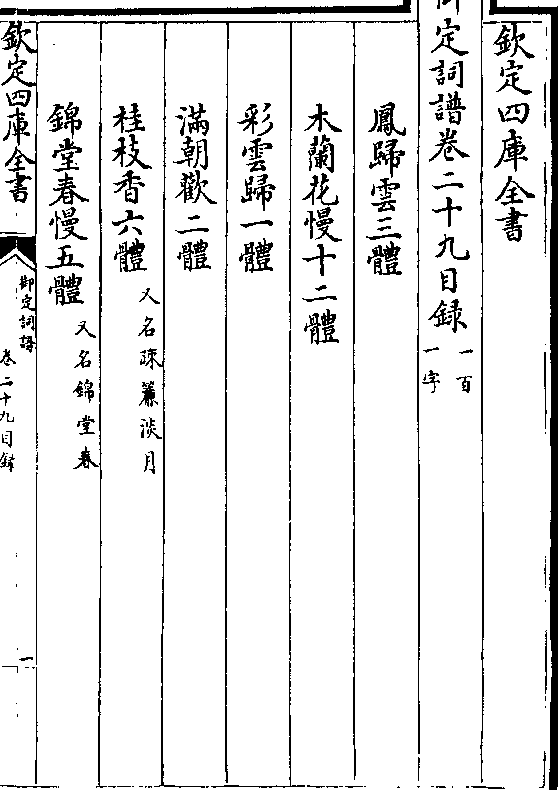 欽定四庫全書
御定詞譜卷二十九目録 一百一字
鳳歸雲三體
木蘭花慢十二體
彩雲歸一體
滿朝歡二體
桂枝香六體 又名疎簾淡月
錦堂春慢五體 又名錦堂春
欽定四庫全書
御定詞譜
卷二十九目録
一